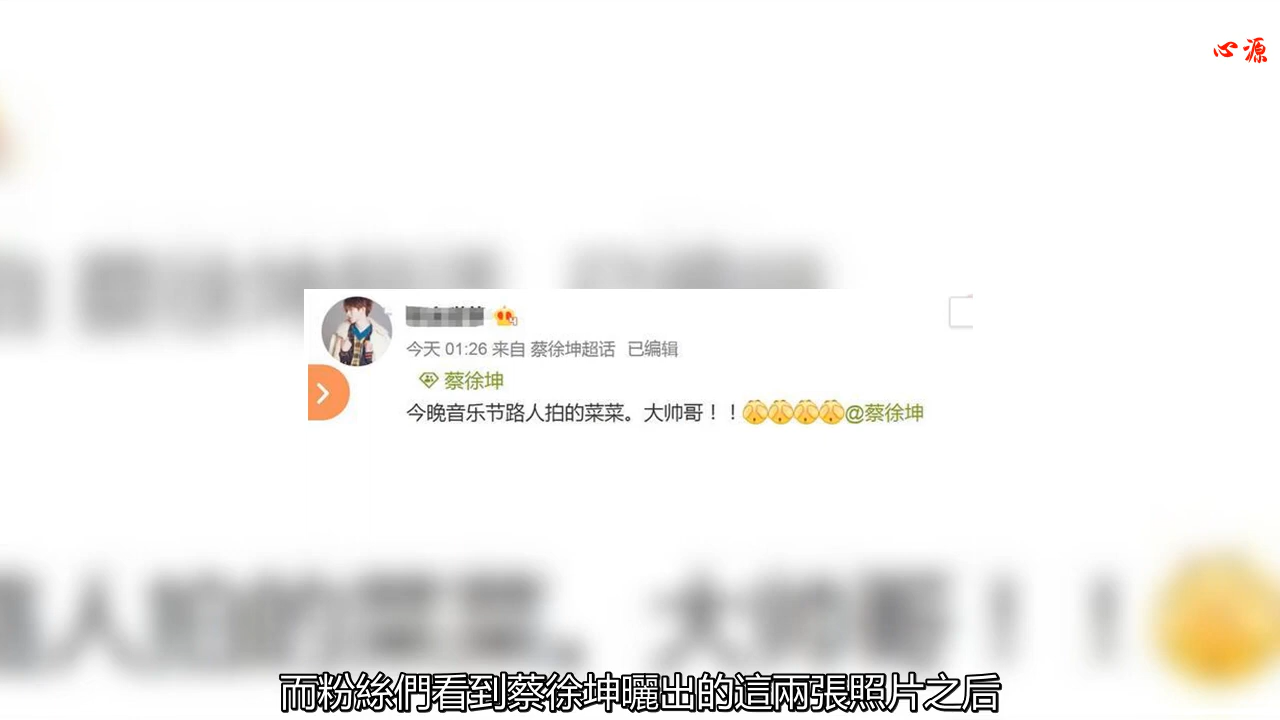 心源
今天 01:26 来自 蔡徐坤超话 已编辑
蔡徐坤
今晚音乐节路人拍的菜菜。大帅哥！！@蔡徐坤
而粉絲們看到蔡徐坤曬出的這兩張照片之后